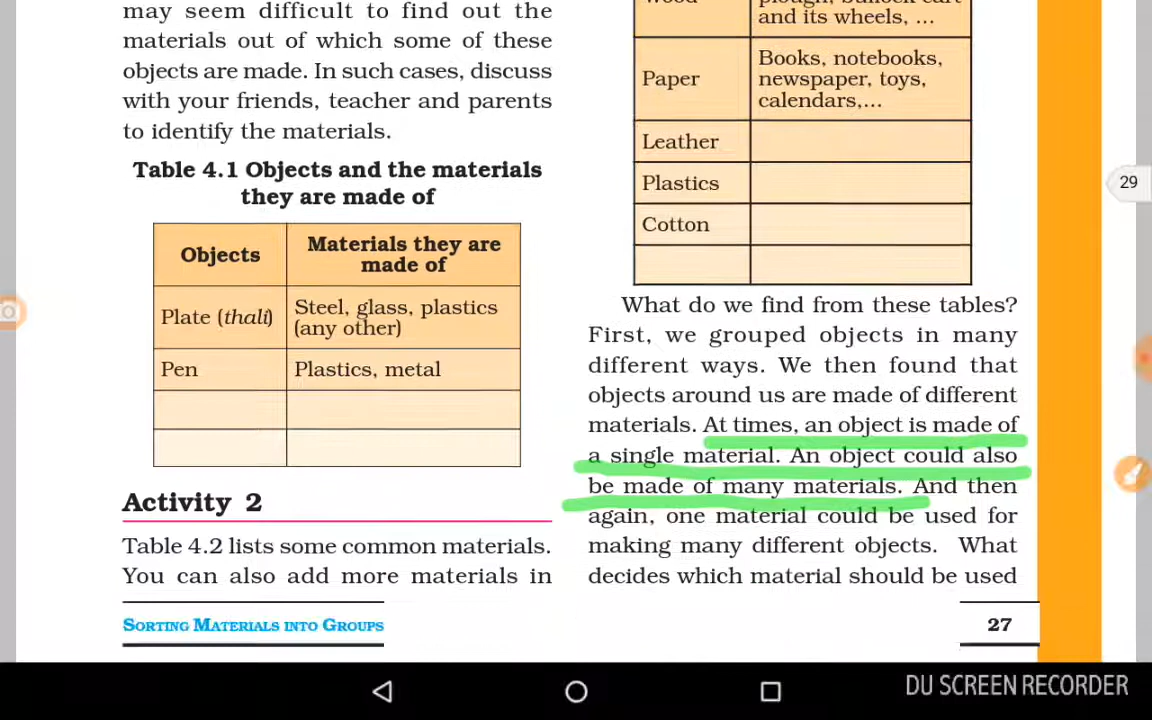 may seem difficult to find out the
materials out of which some of these
objects are made. In such cases, discuss
with your friends, teacher and parents
to identify the materials.
Table 4.1 Objects and the materials
they are made of
Objects
Materials they are
made of
Plate (thali)
Steel, glass, plastics
(any other)
Pen
Plastics, metal
Activity 2
Table 4.2 lists some common materials.
You can also add more materials in
SORTING MATERIALS INTO GROUPS
and its wheels, ...
Paper
Books, notebooks,
newspaper, toys,
calendars,...
Leather
Plastics
Cotton
What do we find from these tables?
First, we grouped objects in many
different ways. We then found that
objects around us are made of different
materials. At times, an object is made of
a single material. An object could also
be made of many materials. And then
again, one material could be used for
making many different objects. What
decides which material should be used
27
29
DU SCREEN RECORDER